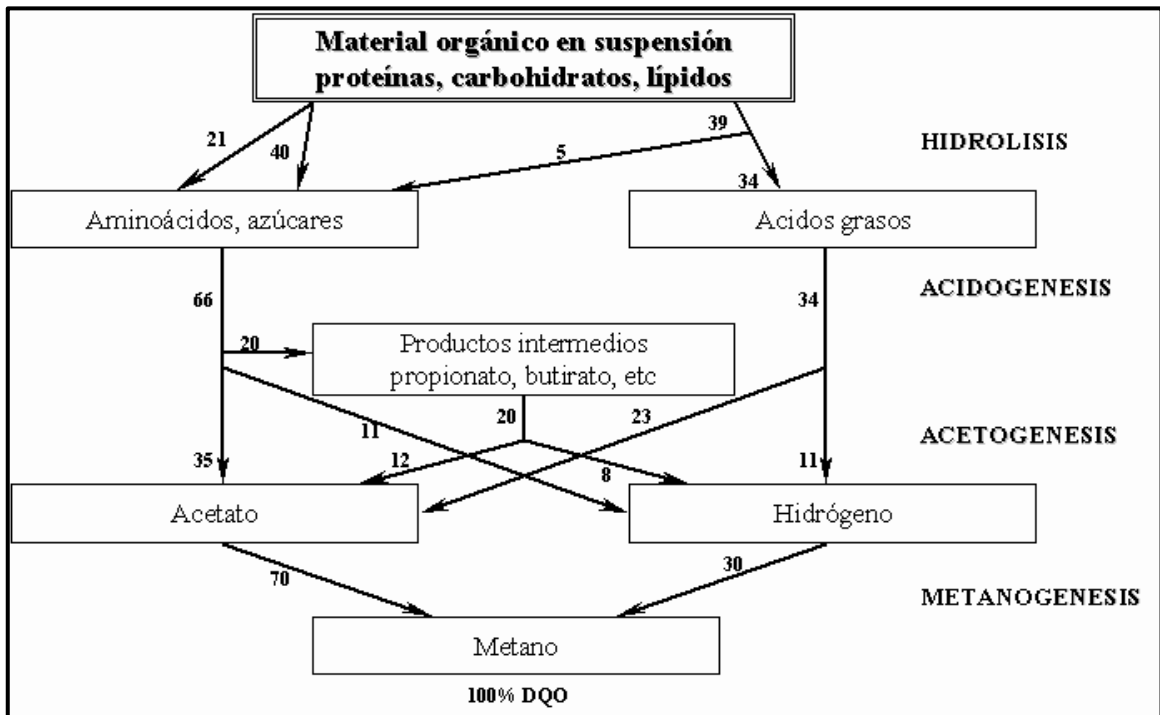 Material orgánico en suspensión
proteínas, carbohidratos, lípidos
21
40
39
5
HIDROLISIS
34
Aminoácidos, azúcares
Acidos grasos
66
34
ACIDOGENESIS
20
Productos intermedios
propionato, butirato, etc
20
23
11
ACETOGENESIS
35
12
8
11
Acetato
Hidrógeno
70
30
METANOGENESIS
Metano
100% DQO